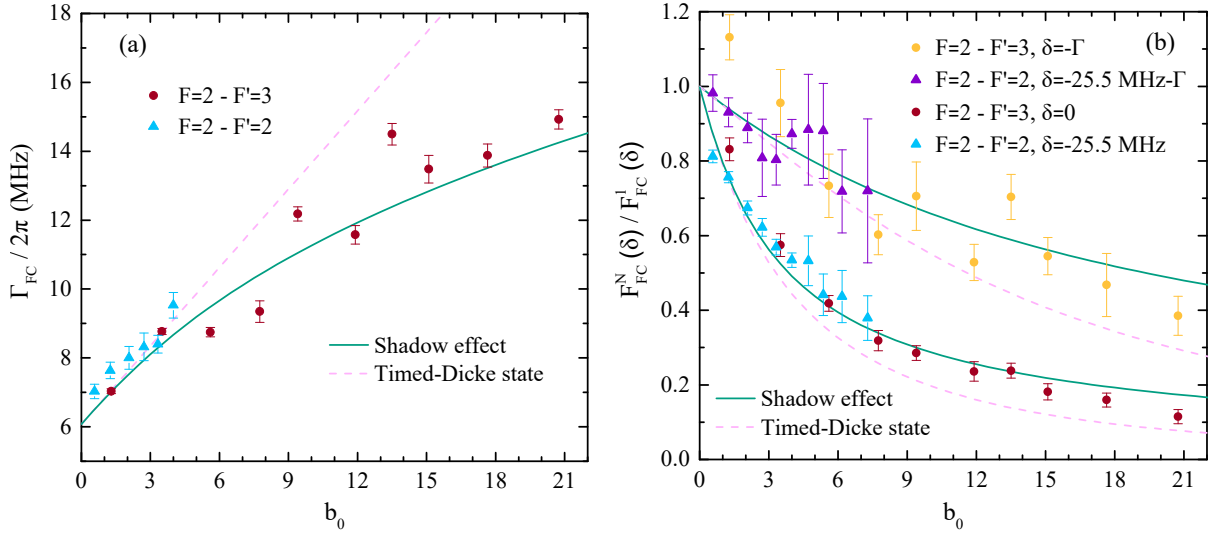 (a)
F=2 - F'=3
F=2 - F'=2
Shadow effect
Timed-Dicke state
Γ_FC / 2π (MHz)
18
16
14
12
10
8
6
0 3 6 9 12 15 18 21
b_0
(b)
F=2 - F'=3, δ=-Γ
F=2 - F'=2, δ=-25.5 MHz-Γ
F=2 - F'=3, δ=0
F=2 - F'=2, δ=-25.5 MHz
Shadow effect
Timed-Dicke state
F^N_FC (δ) / F^1_FC (δ)
1.0
0.8
0.6
0.4
0.2
0.0
0 3 6 9 12 15 18 21
b_0